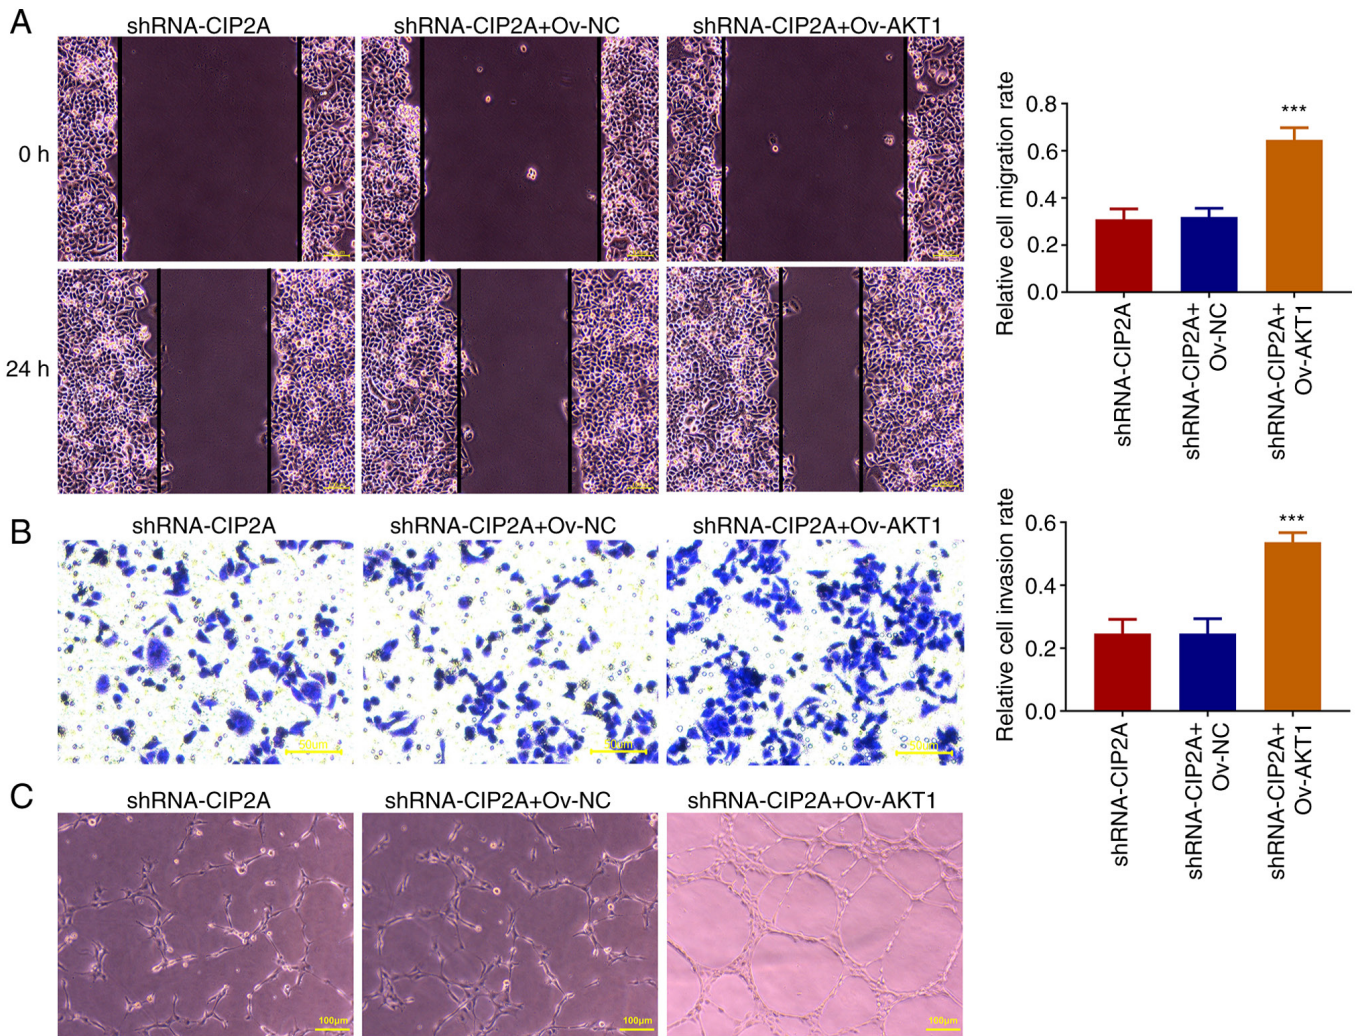 A
shRNA-CIP2A
shRNA-CIP2A+Ov-NC
shRNA-CIP2A+Ov-AKT1
0 h
24 h
Relative cell migration rate
0.8
0.6
0.4
0.2
0.0
***
shRNA-CIP2A
shRNA-CIP2A+
Ov-NC
shRNA-CIP2A+
Ov-AKT1
B
shRNA-CIP2A
shRNA-CIP2A+Ov-NC
shRNA-CIP2A+Ov-AKT1
50µm
50µm
50µm
Relative cell invasion rate
0.6
0.4
0.2
0.0
***
shRNA-CIP2A
shRNA-CIP2A+
Ov-NC
shRNA-CIP2A+
Ov-AKT1
C
shRNA-CIP2A
shRNA-CIP2A+Ov-NC
shRNA-CIP2A+Ov-AKT1
100µm
100µm
100µm